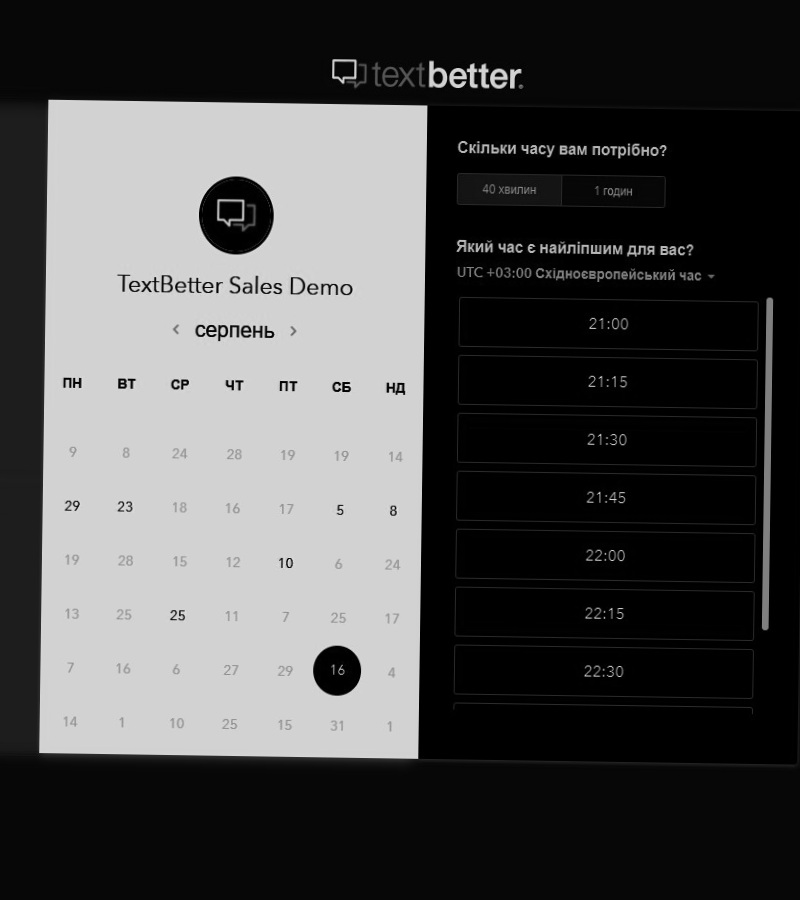 textbetter.
TextBetter Sales Demo
серпень
ПН ВТ СР ЧТ ПТ СБ НД
9 8 24 28 19 19 14
29 23 18 16 17 5 8
19 28 15 12 10 6 24
13 25 25 11 7 25 17
7 16 6 27 29 16 4
14 1 10 25 15 31 1
Скільки часу вам потрібно?
40 хвилин 1 годин
Який час є найліпшим для вас?
UTC +03:00 Східноєвропейський час
21:00
21:15
21:30
21:45
22:00
22:15
22:30